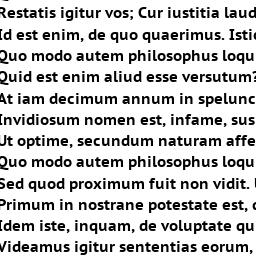 Restatis igitur vos; Cur iustitia laud
Id est enim, de quo quaerimus. Isti
Quo modo autem philosophus loqu
Quid est enim aliud esse versutum?
At iam decimum annum in spelunc
Invidiosum nomen est, infame, sus
Ut optime, secundum naturam affe
Quo modo autem philosophus loqu
Sed quod proximum fuit non vidit.
Primum in nostrane potestate est,
Idem iste, inquam, de voluptate qu
Videamus igitur sententias eorum,